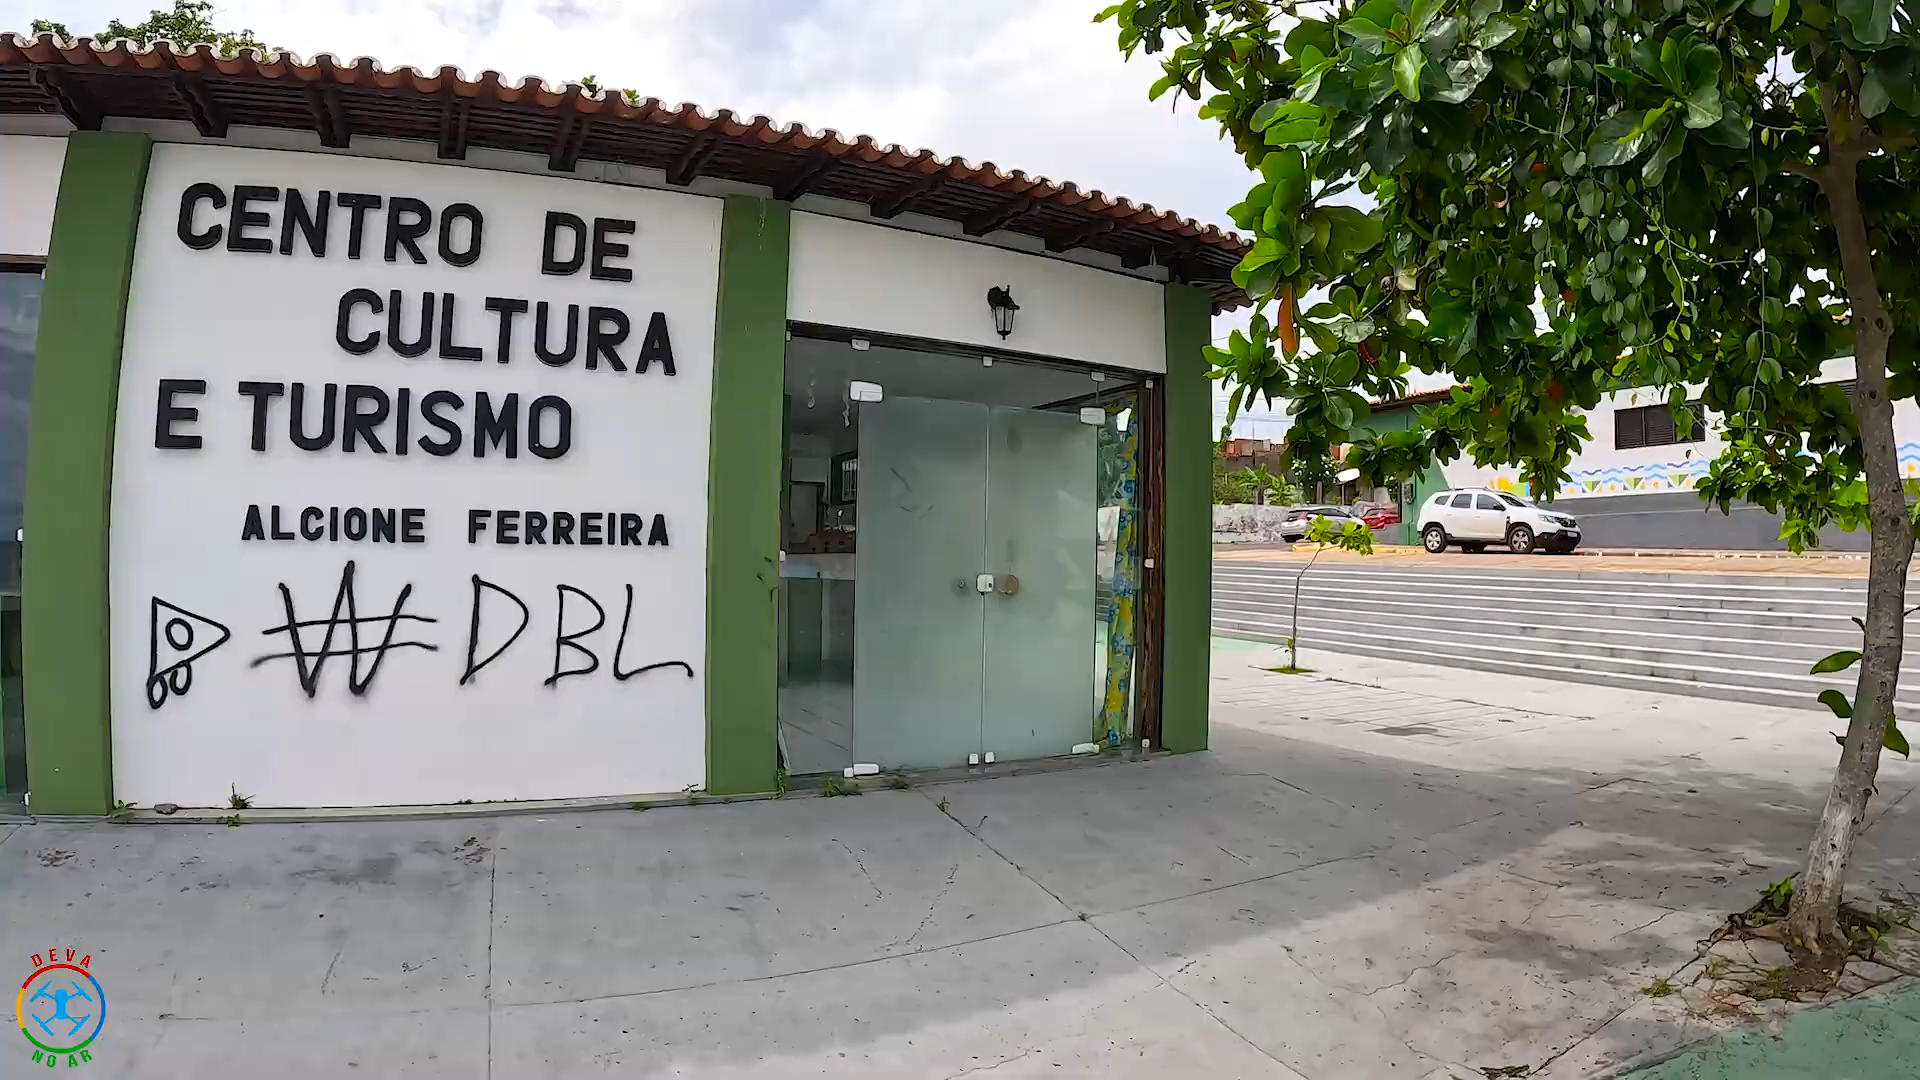 CENTRO DE
CULTURA
E TURISMO
ALCIONE FERREIRA
W DBL
DEVA
NO AR